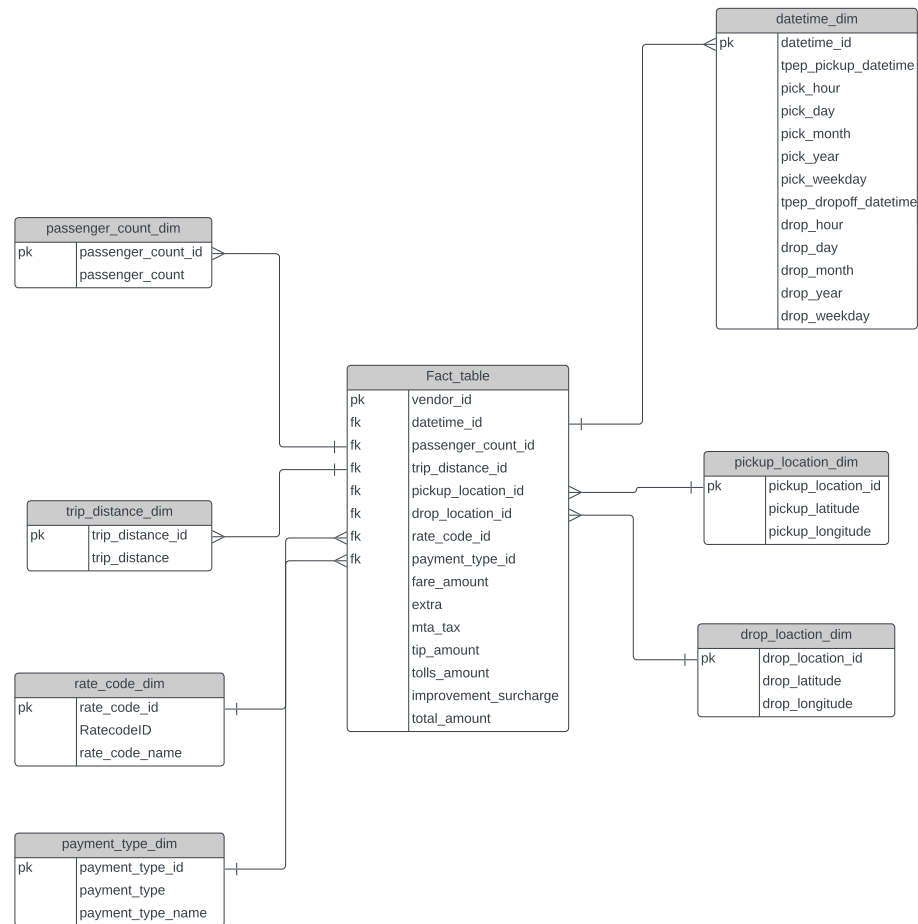 datetime_dim
pk datetime_id
tpep_pickup_datetime
pick_hour
pick_day
pick_month
pick_year
pick_weekday
tpep_dropoff_datetime
drop_hour
drop_day
drop_month
drop_year
drop_weekday
passenger_count_dim
pk passenger_count_id
passenger_count
Fact_table
pk vendor_id
fk datetime_id
fk passenger_count_id
fk trip_distance_id
fk pickup_location_id
fk drop_location_id
fk rate_code_id
fk payment_type_id
fare_amount
extra
mta_tax
tip_amount
tolls_amount
improvement_surcharge
total_amount
pickup_location_dim
pk pickup_location_id
pickup_latitude
pickup_longitude
trip_distance_dim
pk trip_distance_id
trip_distance
drop_loaction_dim
pk drop_location_id
drop_latitude
drop_longitude
rate_code_dim
pk rate_code_id
RatecodeID
rate_code_name
payment_type_dim
pk payment_type_id
payment_type
payment_type_name